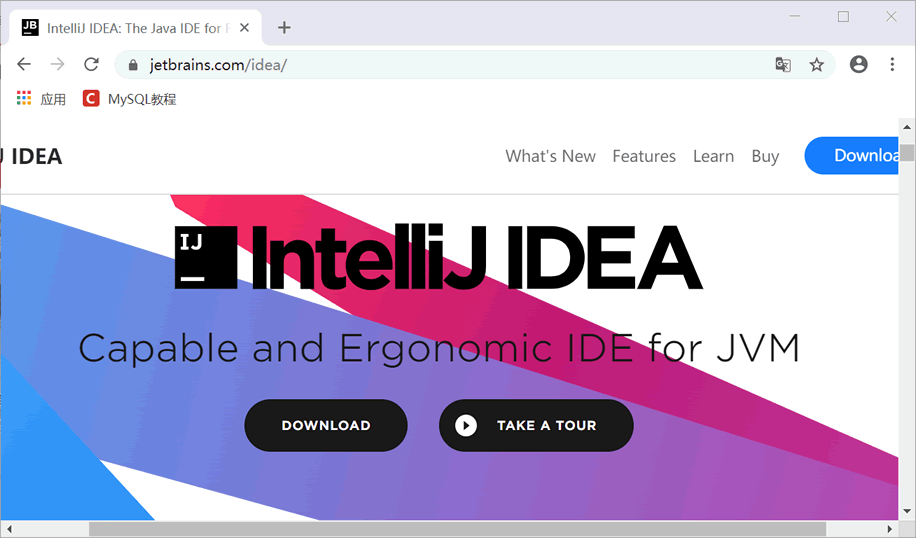 JB
IntelliJ IDEA: The Java IDE for P
jetbrains.com/idea/
应用
C MySQL教程
J IDEA
What's New Features Learn Buy Downloa
IJ
IntelliJ IDEA
Capable and Ergonomic IDE for JVM
DOWNLOAD TAKE A TOUR